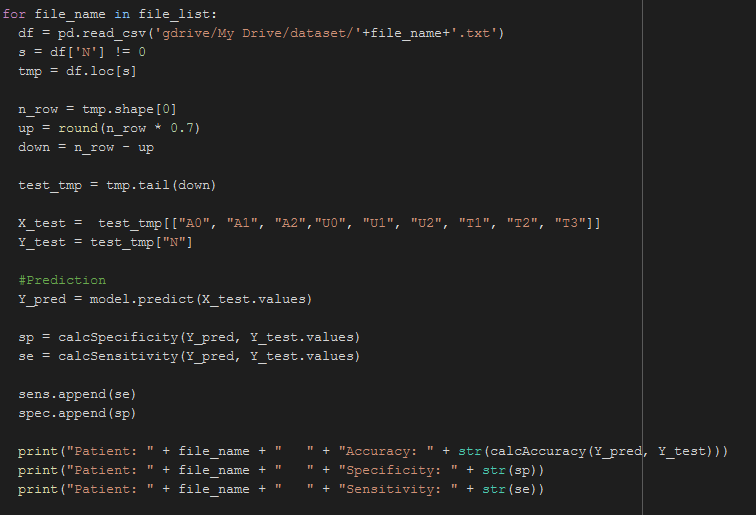 for file_name in file_list:
  df = pd.read_csv('gdrive/My Drive/dataset/'+file_name+'.txt')
  s = df['N'] != 0
  tmp = df.loc[s]
  n_row = tmp.shape[0]
  up = round(n_row * 0.7)
  down = n_row - up
  test_tmp = tmp.tail(down)
  X_test =  test_tmp[["A0", "A1", "A2","U0", "U1", "U2", "T1", "T2", "T3"]]
  Y_test = test_tmp["N"]
  #Prediction
  Y_pred = model.predict(X_test.values)
  sp = calcSpecificity(Y_pred, Y_test.values)
  se = calcSensitivity(Y_pred, Y_test.values)
  sens.append(se)
  spec.append(sp)
  print("Patient: " + file_name + "   " + "Accuracy: " + str(calcAccuracy(Y_pred, Y_test)))
  print("Patient: " + file_name + "   " + "Specificity: " + str(sp))
  print("Patient: " + file_name + "   " + "Sensitivity: " + str(se))